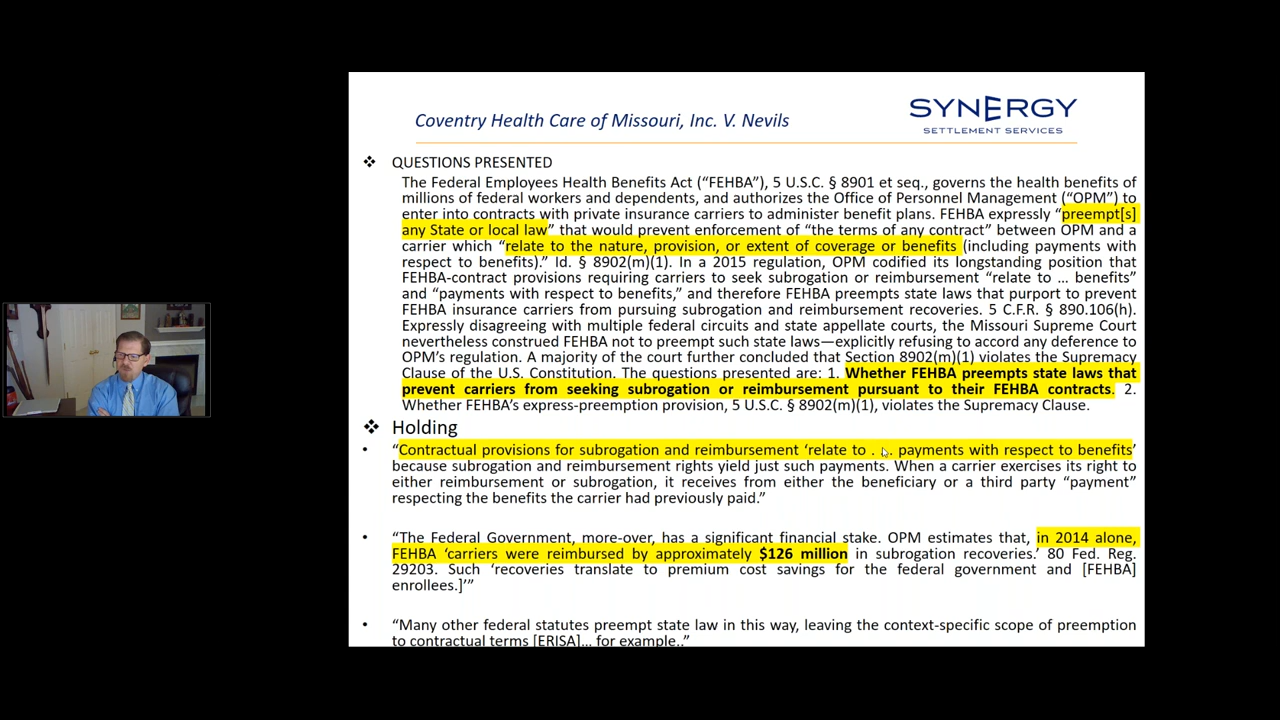 Coventry Health Care of Missouri, Inc. V. Nevils
SYNERGY
SETTLEMENT SERVICES
❖ QUESTIONS PRESENTED
The Federal Employees Health Benefits Act (“FEHBA”), 5 U.S.C. § 8901 et seq., governs the health benefits of
millions of federal workers and dependents, and authorizes the Office of Personnel Management (“OPM”) to
enter into contracts with private insurance carriers to administer benefit plans. FEHBA expressly “preempt[s]
any State or local law” that would prevent enforcement of “the terms of any contract” between OPM and a
carrier which “relate to the nature, provision, or extent of coverage or benefits (including payments with
respect to benefits).” Id. § 8902(m)(1). In a 2015 regulation, OPM codified its longstanding position that
FEHBA-contract provisions requiring carriers to seek subrogation or reimbursement “relate to … benefits”
and “payments with respect to benefits,” and therefore FEHBA preempts state laws that purport to prevent
FEHBA insurance carriers from pursuing subrogation and reimbursement recoveries. 5 C.F.R. § 890.106(h).
Expressly disagreeing with multiple federal circuits and state appellate courts, the Missouri Supreme Court
nevertheless construed FEHBA not to preempt such state laws—explicitly refusing to accord any deference to
OPM’s regulation. A majority of the court further concluded that Section 8902(m)(1) violates the Supremacy
Clause of the U.S. Constitution. The questions presented are: 1. Whether FEHBA preempts state laws that
prevent carriers from seeking subrogation or reimbursement pursuant to their FEHBA contracts. 2.
Whether FEHBA’s express-preemption provision, 5 U.S.C. § 8902(m)(1), violates the Supremacy Clause.
❖ Holding
• “Contractual provisions for subrogation and reimbursement ‘relate to . . . payments with respect to benefits’
because subrogation and reimbursement rights yield just such payments. When a carrier exercises its right to
either reimbursement or subrogation, it receives from either the beneficiary or a third party “payment”
respecting the benefits the carrier had previously paid.”
• “The Federal Government, more-over, has a significant financial stake. OPM estimates that, in 2014 alone,
FEHBA ‘carriers were reimbursed by approximately $126 million in subrogation recoveries.’ 80 Fed. Reg.
29203. Such ‘recoveries translate to premium cost savings for the federal government and [FEHBA]
enrollees.]’”
• “Many other federal statutes preempt state law in this way, leaving the context-specific scope of preemption
to contractual terms [ERISA]… for example..”